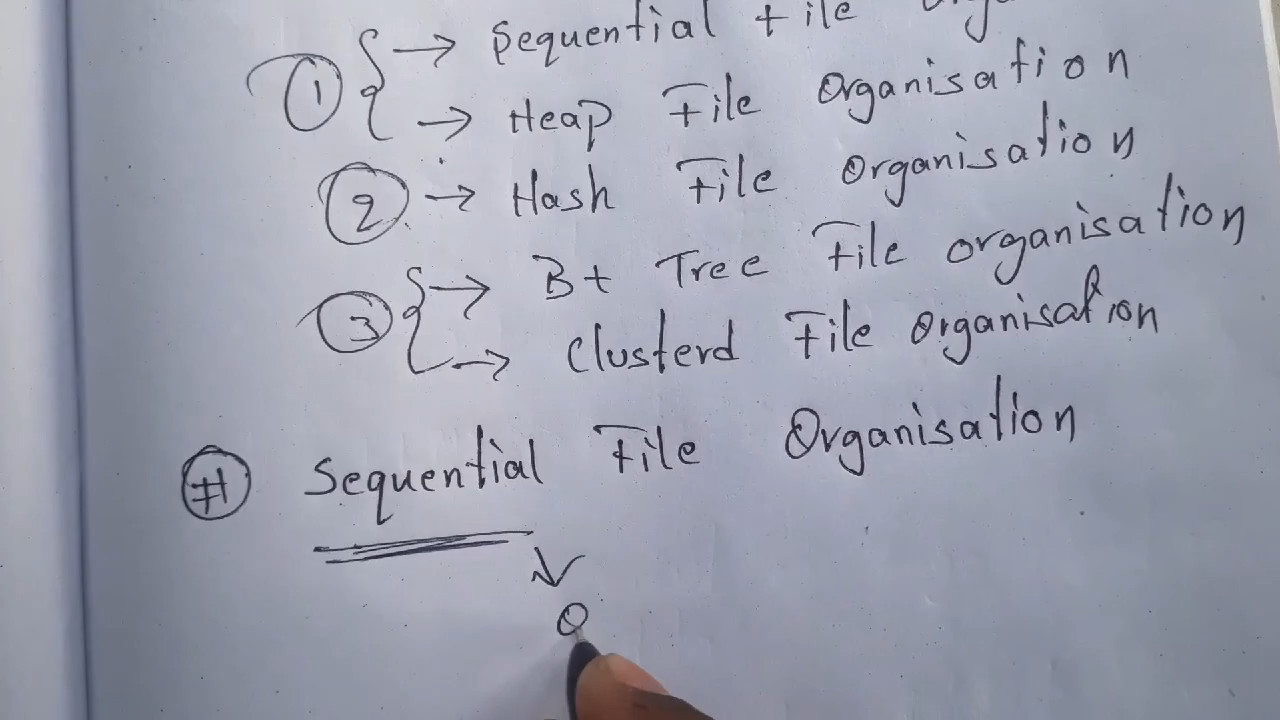 ① { → Sequential File
→ Heap File Organisation
② → Hash File Organisation
③ { → B+ Tree File organisation
→ Clusterd File Organisation
# Sequential File Organisation
O